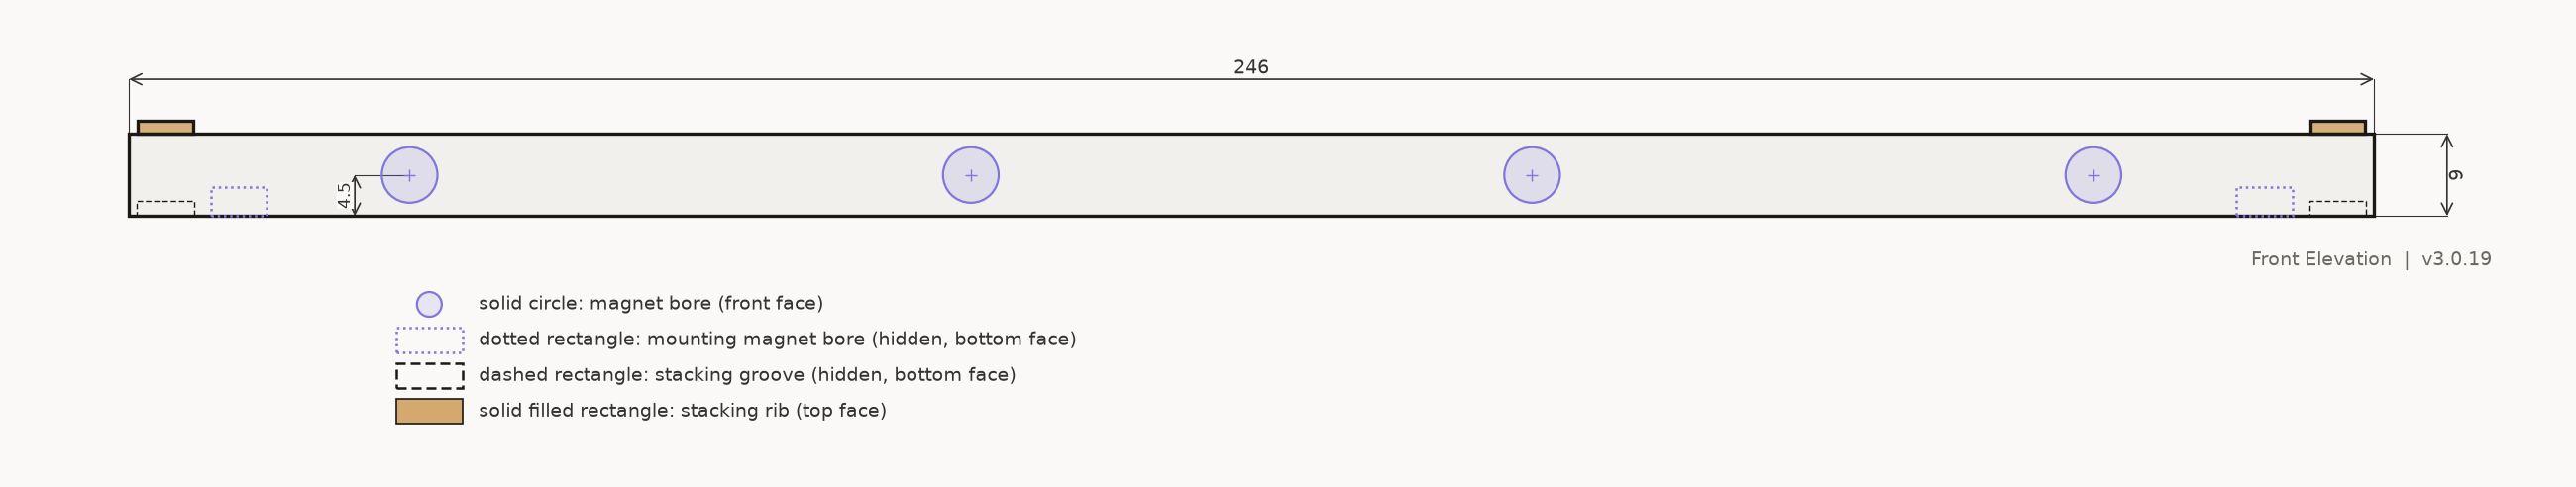 246
4.5
9
Front Elevation | v3.0.19
solid circle: magnet bore (front face)
dotted rectangle: mounting magnet bore (hidden, bottom face)
dashed rectangle: stacking groove (hidden, bottom face)
solid filled rectangle: stacking rib (top face)